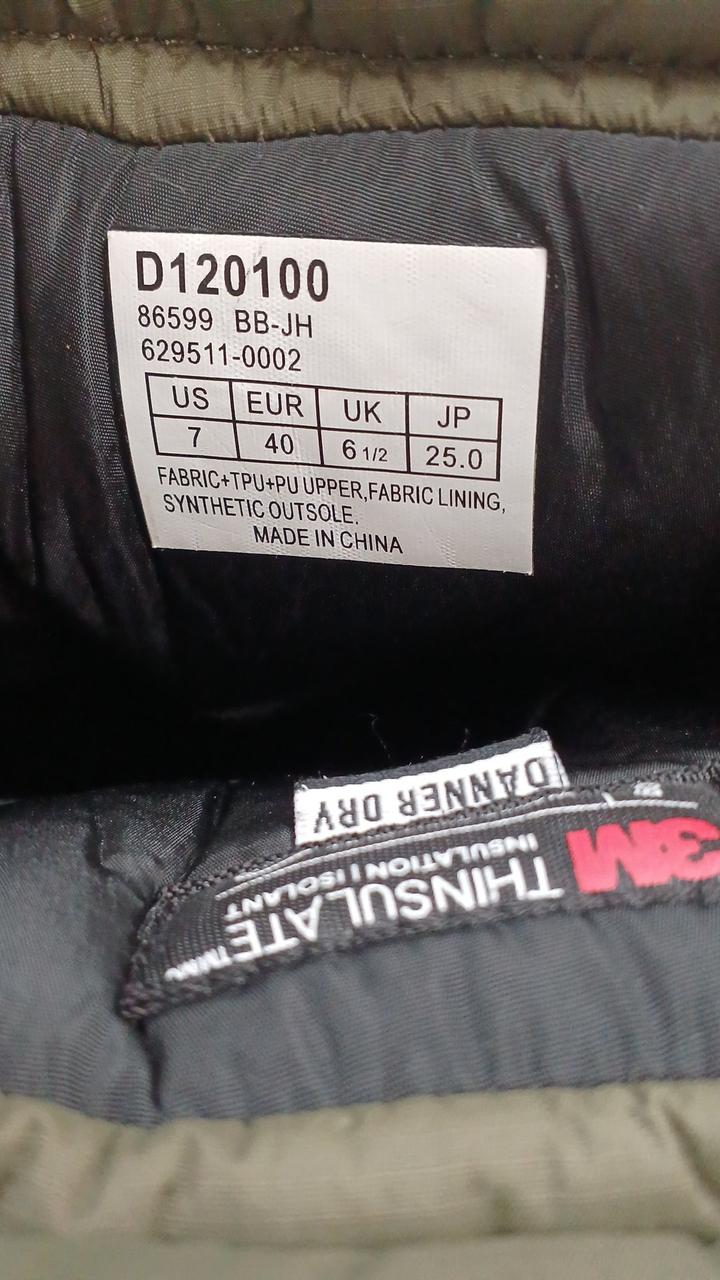 D120100
86599 BB-JH
629511-0002
US EUR UK JP
7 40 6 1/2 25.0
FABRIC+TPU+PU UPPER,FABRIC LINING,
SYNTHETIC OUTSOLE.
MADE IN CHINA
DANNER DRY
3M
THINSULATE
INSULATION | ISOLANT